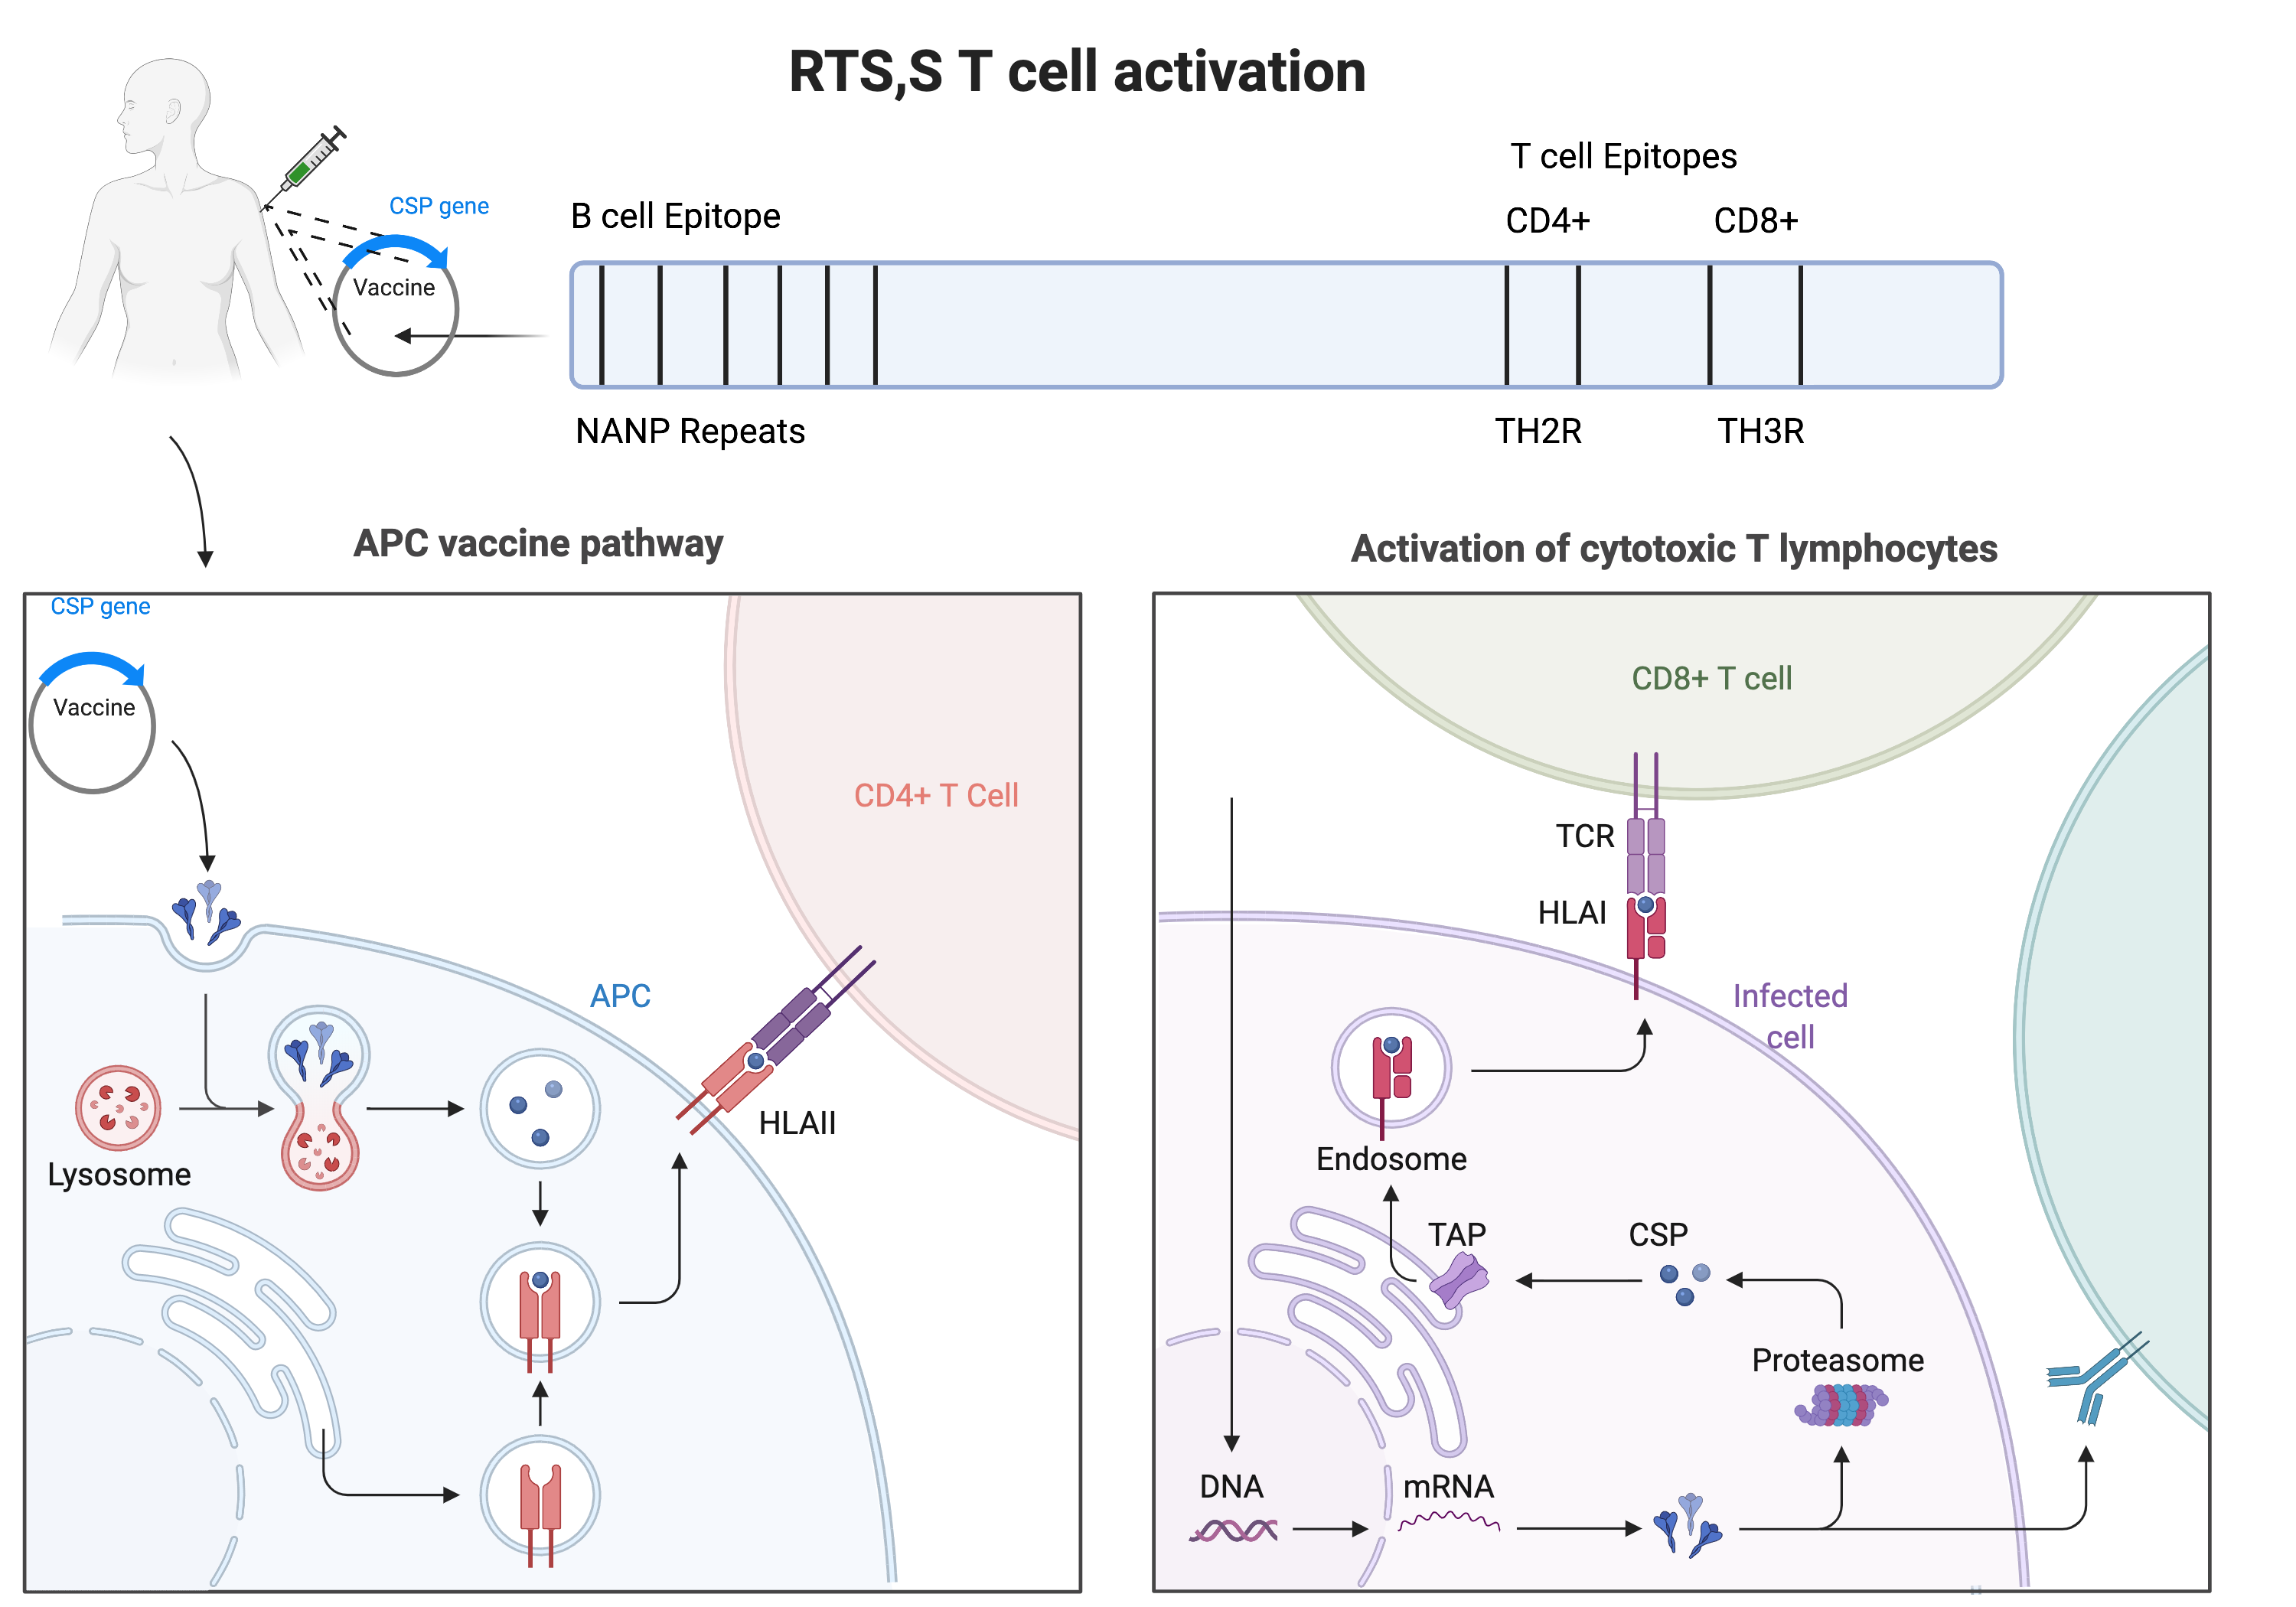 RTS,S T cell activation
CSP gene
Vaccine
B cell Epitope
T cell Epitopes
CD4+
CD8+
NANP Repeats
TH2R
TH3R
APC vaccine pathway
CSP gene
Vaccine
CD4+ T Cell
APC
HLAII
Lysosome
Activation of cytotoxic T lymphocytes
CD8+ T cell
TCR
HLAI
Infected
cell
Endosome
TAP
CSP
Proteasome
DNA
mRNA